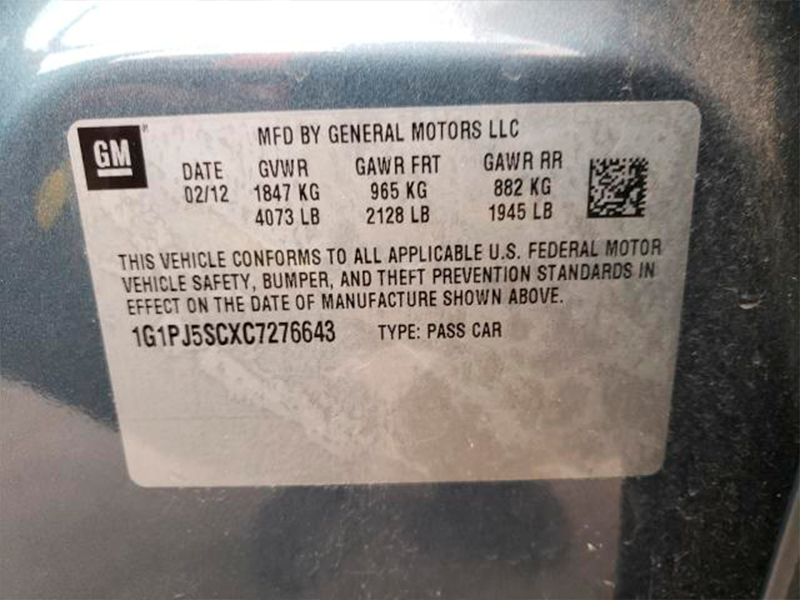 GM
MFD BY GENERAL MOTORS LLC
DATE GVWR GAWR FRT GAWR RR
02/12 1847 KG 965 KG 882 KG
4073 LB 2128 LB 1945 LB
THIS VEHICLE CONFORMS TO ALL APPLICABLE U.S. FEDERAL MOTOR
VEHICLE SAFETY, BUMPER, AND THEFT PREVENTION STANDARDS IN
EFFECT ON THE DATE OF MANUFACTURE SHOWN ABOVE.
1G1PJ5SCXC7276643 TYPE: PASS CAR